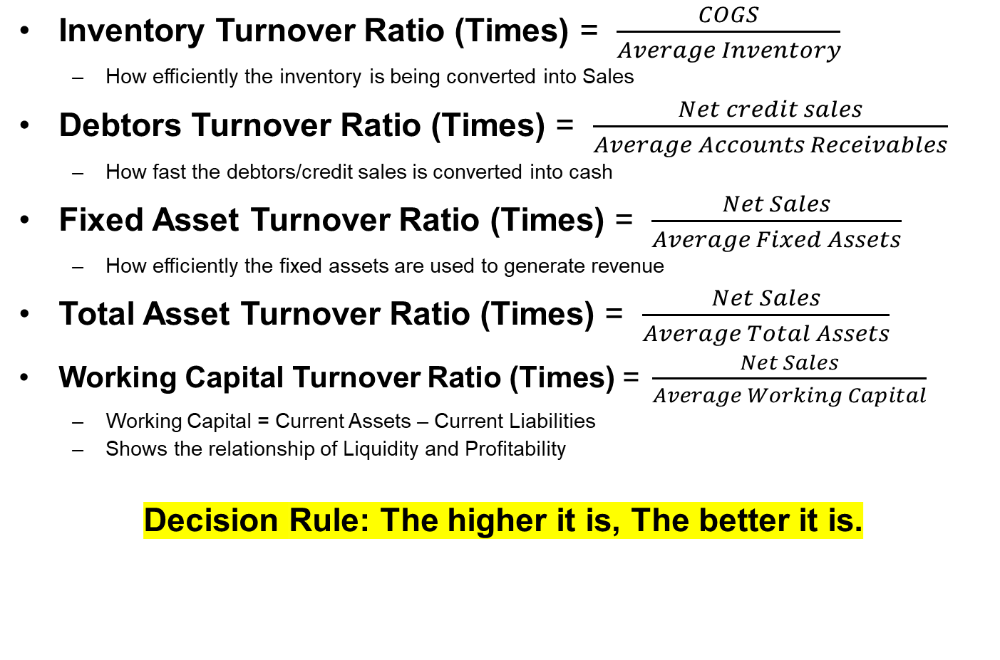 • Inventory Turnover Ratio (Times) = COGS / Average Inventory
– How efficiently the inventory is being converted into Sales
• Debtors Turnover Ratio (Times) = Net credit sales / Average Accounts Receivables
– How fast the debtors/credit sales is converted into cash
• Fixed Asset Turnover Ratio (Times) = Net Sales / Average Fixed Assets
– How efficiently the fixed assets are used to generate revenue
• Total Asset Turnover Ratio (Times) = Net Sales / Average Total Assets
• Working Capital Turnover Ratio (Times) = Net Sales / Average Working Capital
– Working Capital = Current Assets – Current Liabilities
– Shows the relationship of Liquidity and Profitability
Decision Rule: The higher it is, The better it is.